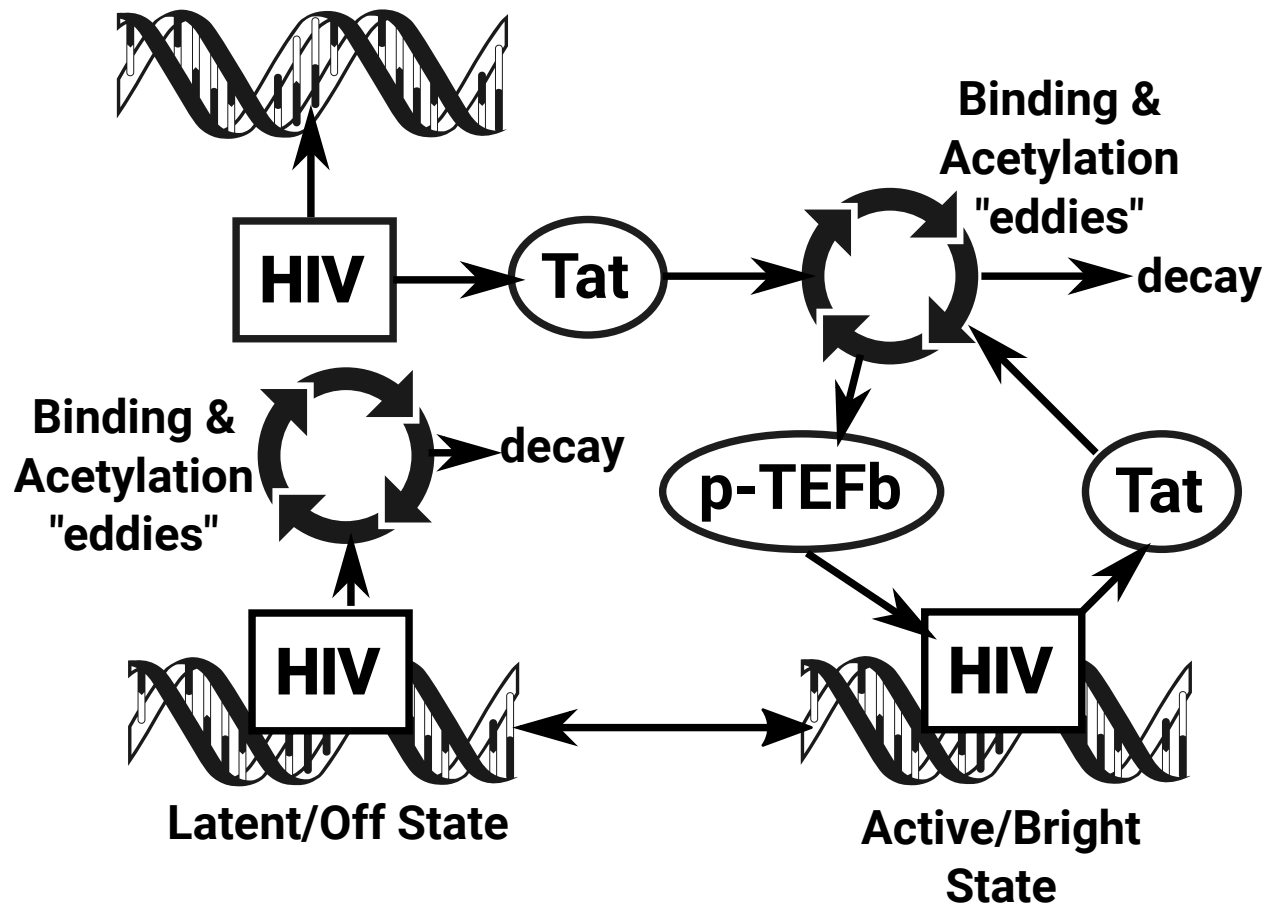 Binding &
Acetylation
"eddies"
HIV
Tat
decay
Binding &
Acetylation
"eddies"
decay
p-TEFb
Tat
HIV
HIV
Latent/Off State
Active/Bright
State